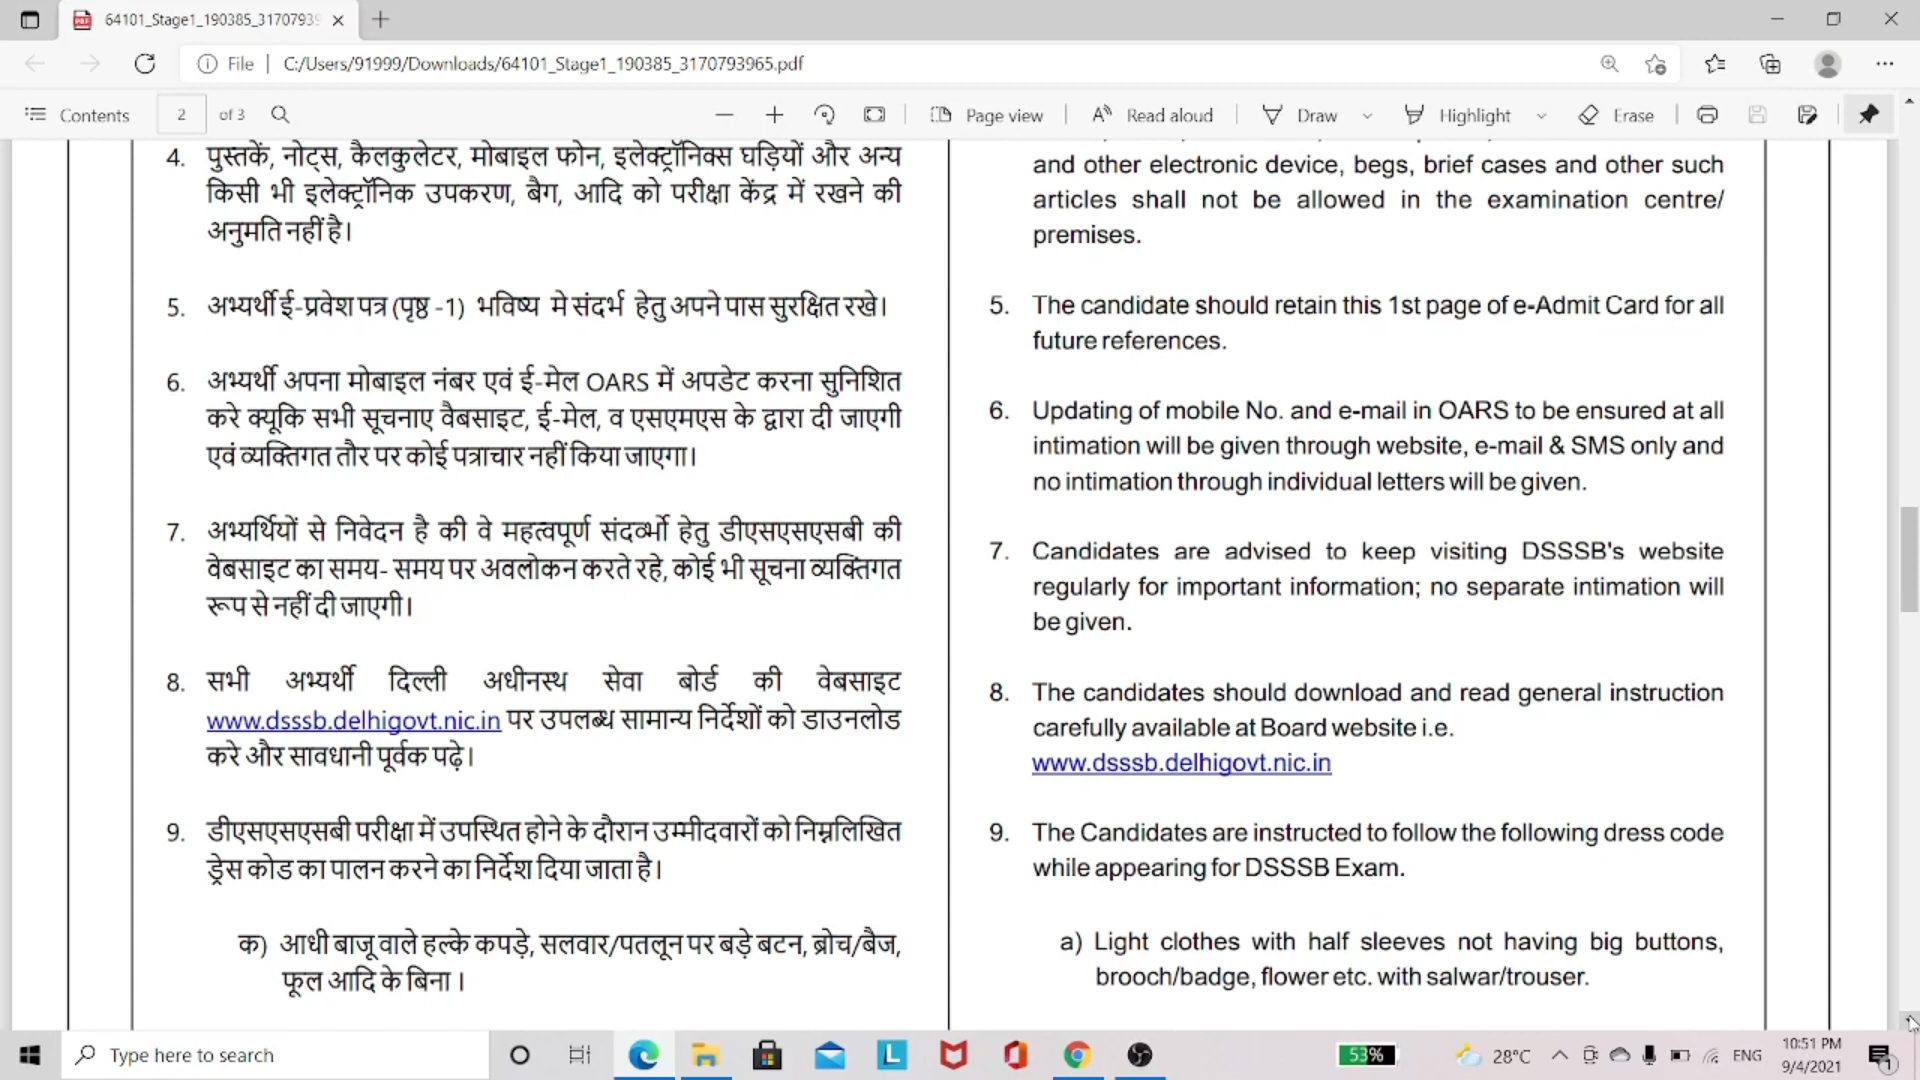 64101_Stage1_190385_31707939
File
C:/Users/91999/Downloads/64101_Stage1_190385_3170793965.pdf
Contents
2
of 3
Page view
Read aloud
Draw
Highlight
Erase
4. पुस्तकें, नोट्स, कैलकुलेटर, मोबाइल फोन, इलेक्ट्रॉनिक्स घड़ियों और अन्य
किसी भी इलेक्ट्रॉनिक उपकरण, बैग, आदि को परीक्षा केंद्र में रखने की
अनुमति नहीं है।
5. अभ्यर्थी ई-प्रवेश पत्र (पृष्ठ -1) भविष्य मे संदर्भ हेतु अपने पास सुरक्षित रखे।
6. अभ्यर्थी अपना मोबाइल नंबर एवं ई-मेल OARS में अपडेट करना सुनिशित
करे क्यूकि सभी सूचनाए वैबसाइट, ई-मेल, व एसएमएस के द्वारा दी जाएगी
एवं व्यक्तिगत तौर पर कोई पत्राचार नहीं किया जाएगा।
7. अभ्यर्थियों से निवेदन है की वे महत्वपूर्ण संदर्व्भो हेतु डीएसएसएसबी की
वेबसाइट का समय- समय पर अवलोकन करते रहे, कोई भी सूचना व्यक्तिगत
रूप से नहीं दी जाएगी।
8. सभी अभ्यर्थी दिल्ली अधीनस्थ सेवा बोर्ड की वेबसाइट
www.dsssb.delhigovt.nic.in पर उपलब्ध सामान्य निर्देशों को डाउनलोड
करे और सावधानी पूर्वक पढ़े।
9. डीएसएसएसबी परीक्षा में उपस्थित होने के दौरान उम्मीदवारों को निम्नलिखित
ड्रेस कोड का पालन करने का निर्देश दिया जाता है।
क) आधी बाजू वाले हल्के कपड़े, सलवार/पतलून पर बड़े बटन, ब्रोच/बैज,
फूल आदि के बिना ।
and other electronic device, begs, brief cases and other such
articles shall not be allowed in the examination centre/
premises.
5. The candidate should retain this 1st page of e-Admit Card for all
future references.
6. Updating of mobile No. and e-mail in OARS to be ensured at all
intimation will be given through website, e-mail & SMS only and
no intimation through individual letters will be given.
7. Candidates are advised to keep visiting DSSSB's website
regularly for important information; no separate intimation will
be given.
8. The candidates should download and read general instruction
carefully available at Board website i.e.
www.dsssb.delhigovt.nic.in
9. The Candidates are instructed to follow the following dress code
while appearing for DSSSB Exam.
a) Light clothes with half sleeves not having big buttons,
brooch/badge, flower etc. with salwar/trouser.
Type here to search
53%
28°C
ENG
10:51 PM
9/4/2021
1